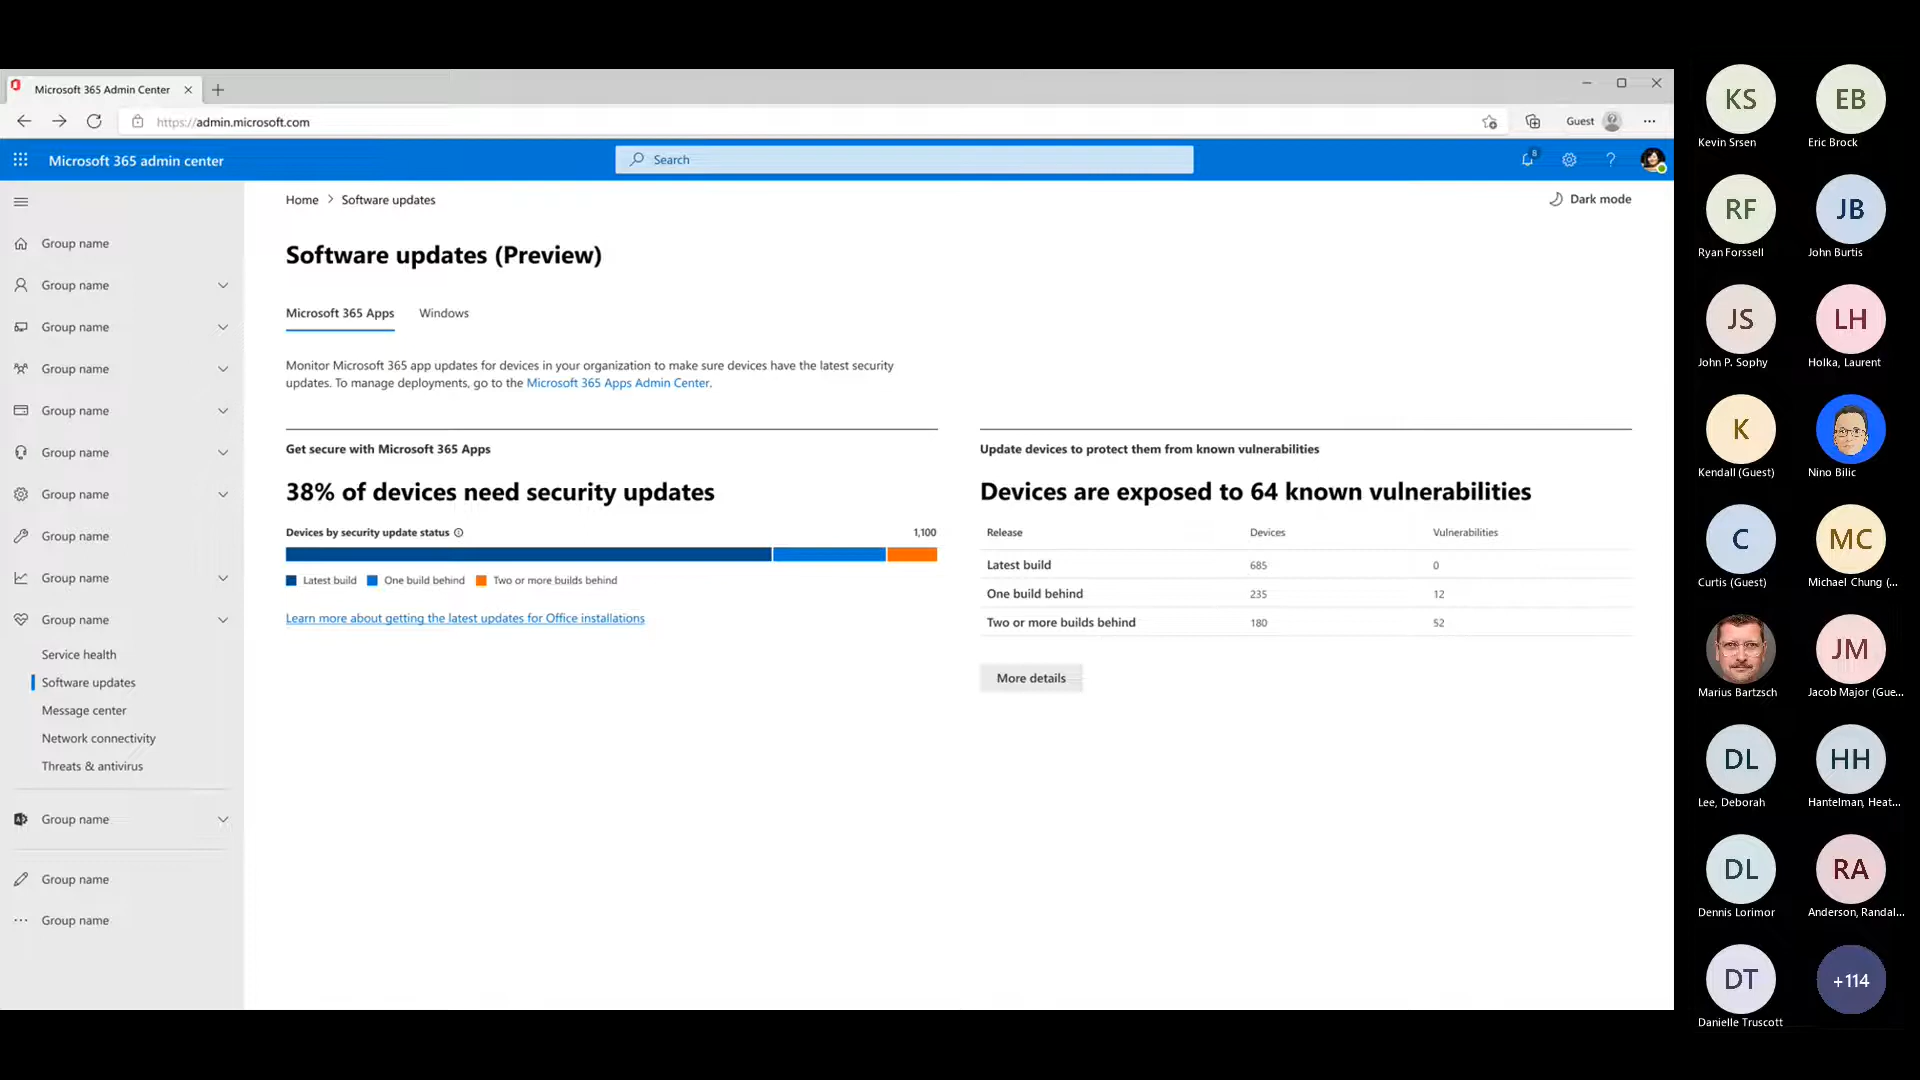 Microsoft 365 Admin Center
https://admin.microsoft.com
Guest
Microsoft 365 admin center
Search
8
Home > Software updates
Dark mode
Group name
Group name
Group name
Group name
Group name
Group name
Group name
Group name
Group name
Group name
Service health
Software updates
Message center
Network connectivity
Threats & antivirus
Group name
Group name
Group name
Software updates (Preview)
Microsoft 365 Apps
Windows
Monitor Microsoft 365 app updates for devices in your organization to make sure devices have the latest security
updates. To manage deployments, go to the Microsoft 365 Apps Admin Center.
Get secure with Microsoft 365 Apps
38% of devices need security updates
Devices by security update status
1,100
Latest build
One build behind
Two or more builds behind
Learn more about getting the latest updates for Office installations
Update devices to protect them from known vulnerabilities
Devices are exposed to 64 known vulnerabilities
Release Devices Vulnerabilities
Latest build 685 0
One build behind 235 12
Two or more builds behind 180 52
More details
KS
Kevin Srsen
EB
Eric Brock
RF
Ryan Forssell
JB
John Burtis
JS
John P. Sophy
LH
Holka, Laurent
K
Kendall (Guest)
Nino Bilic
C
Curtis (Guest)
MC
Michael Chung (...
Marius Bartzsch
JM
Jacob Major (Gue...
DL
Lee, Deborah
HH
Hantelman, Heat...
DL
Dennis Lorimor
RA
Anderson, Randal...
DT
Danielle Truscott
+114